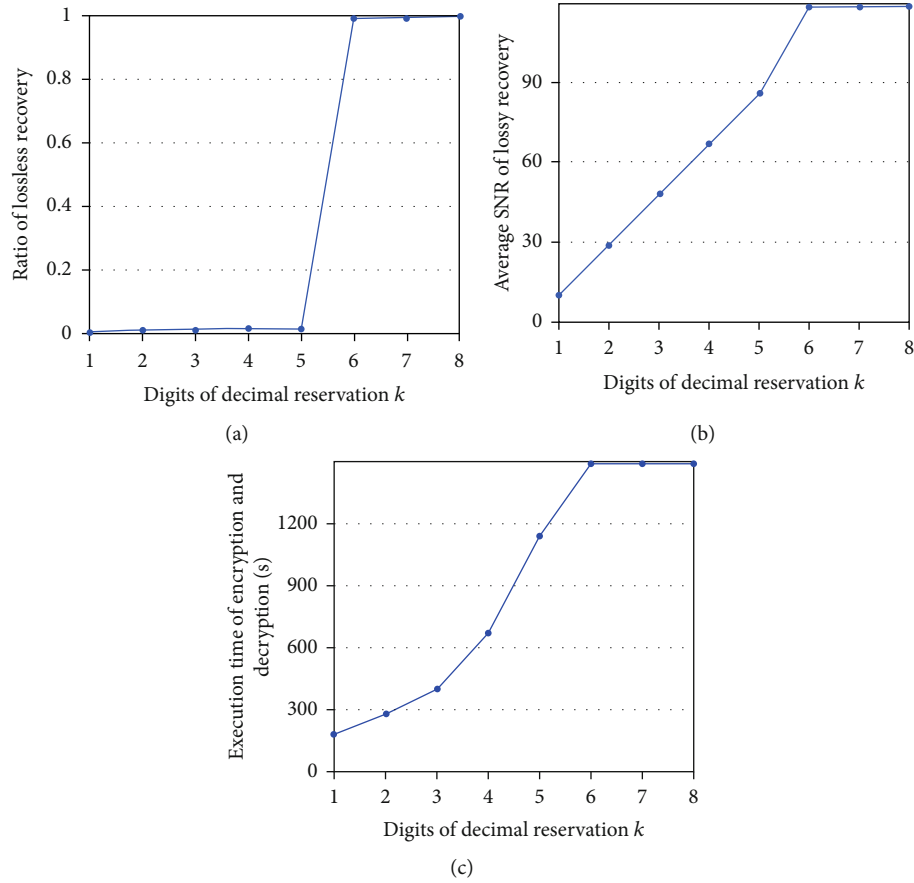 Ratio of lossless recovery
1
0.8
0.6
0.4
0.2
0
1 2 3 4 5 6 7 8
Digits of decimal reservation k
(a)
Average SNR of lossy recovery
90
60
30
0
1 2 3 4 5 6 7 8
Digits of decimal reservation k
(b)
Execution time of encryption and
decryption (s)
1200
900
600
300
0
1 2 3 4 5 6 7 8
Digits of decimal reservation k
(c)